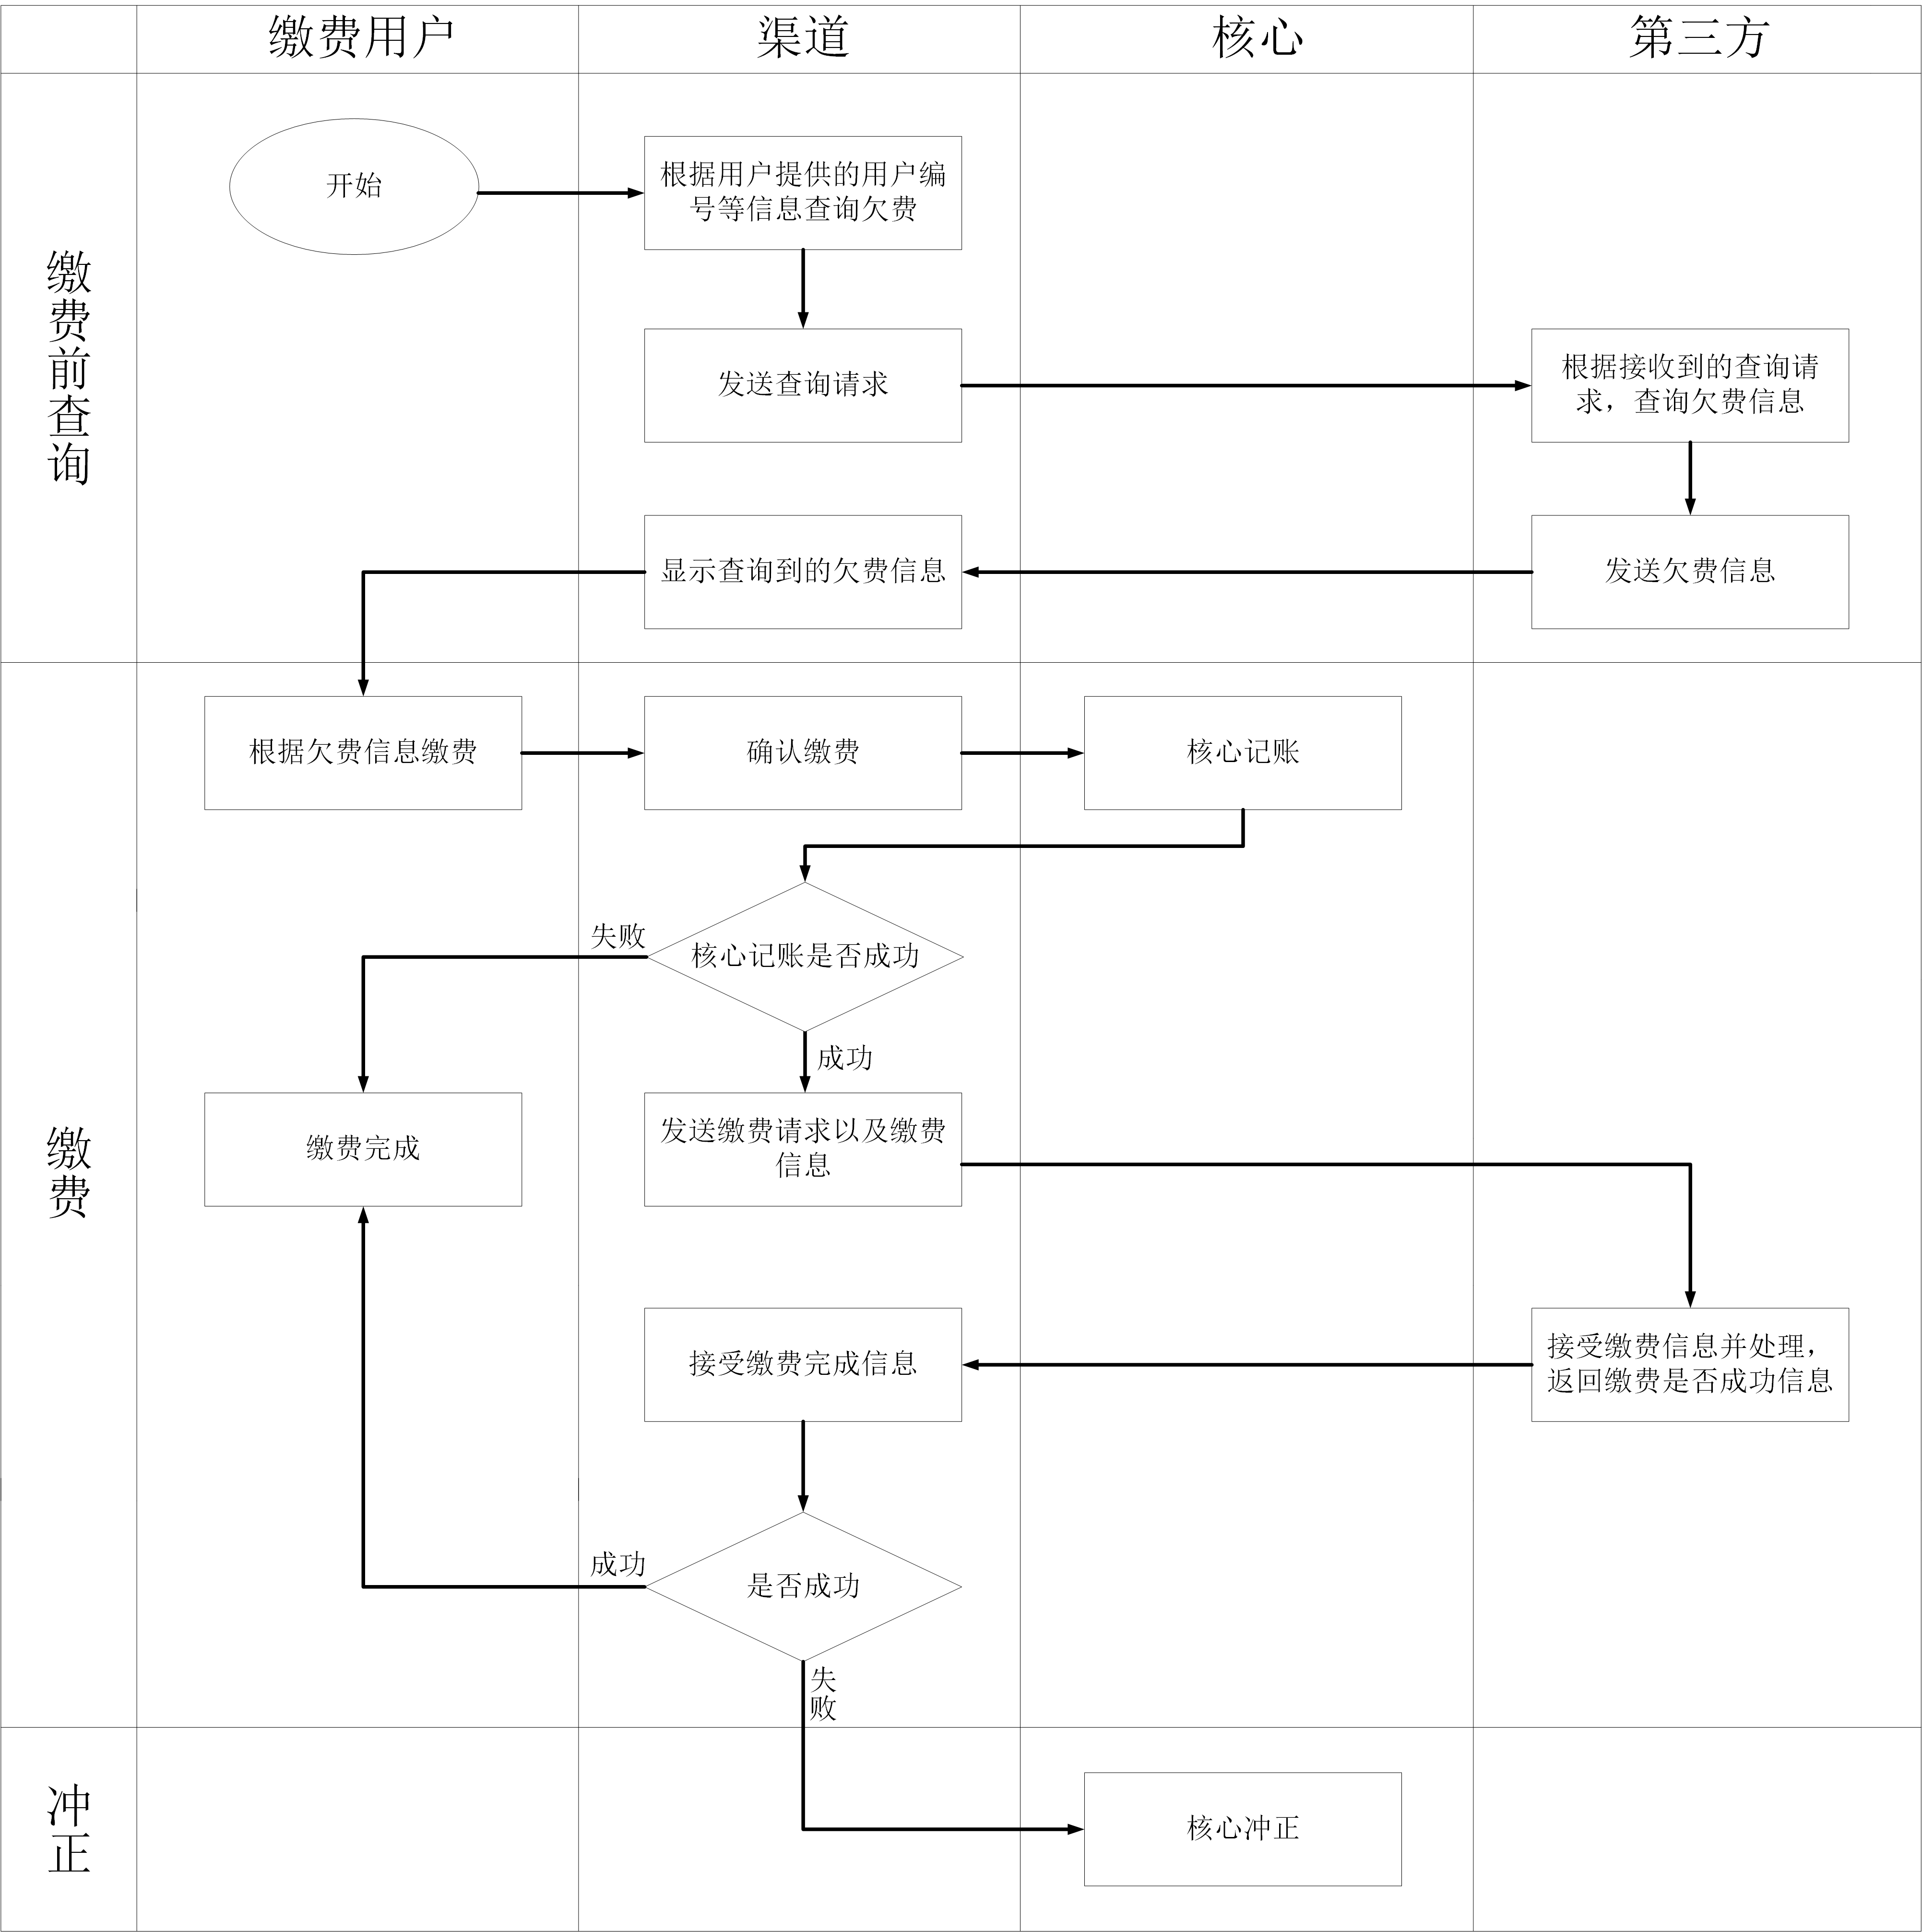 缴费用户
渠道
核心
第三方
缴费前查询
开始
根据用户提供的用户编
号等信息查询欠费
发送查询请求
根据接收到的查询请
求，查询欠费信息
显示查询到的欠费信息
发送欠费信息
缴费
根据欠费信息缴费
确认缴费
核心记账
失败
核心记账是否成功
成功
缴费完成
发送缴费请求以及缴费
信息
接受缴费完成信息
接受缴费信息并处理，
返回缴费是否成功信息
成功
是否成功
失
败
冲正
核心冲正